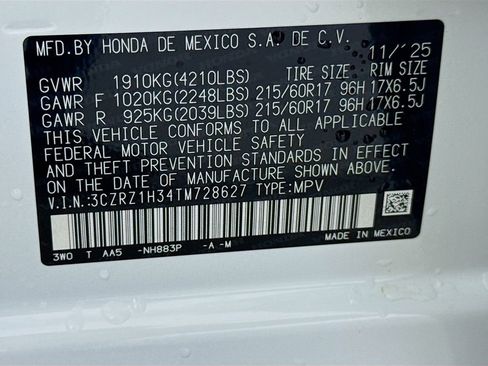 MFD.BY HONDA DE MEXICO S.A. DE C.V.
11/'25
GVWR 1910KG(4210LBS) TIRE SIZE RIM SIZE
GAWR F 1020KG(2248LBS) 215/60R17 96H 17X6.5J
GAWR R 925KG(2039LBS) 215/60R17 96H 17X6.5J
THIS VEHICLE CONFORMS TO ALL APPLICABLE
FEDERAL MOTOR VEHICLE SAFETY, BUMPER,
AND THEFT PREVENTION STANDARDS IN EFFECT
ON THE DATE OF MANUFACTURE SHOWN ABOVE.
V.I.N:3CZRZ1H34TM728627 TYPE:MPV
3WO T AA5 -NH883P -A-M
MADE IN MEXICO